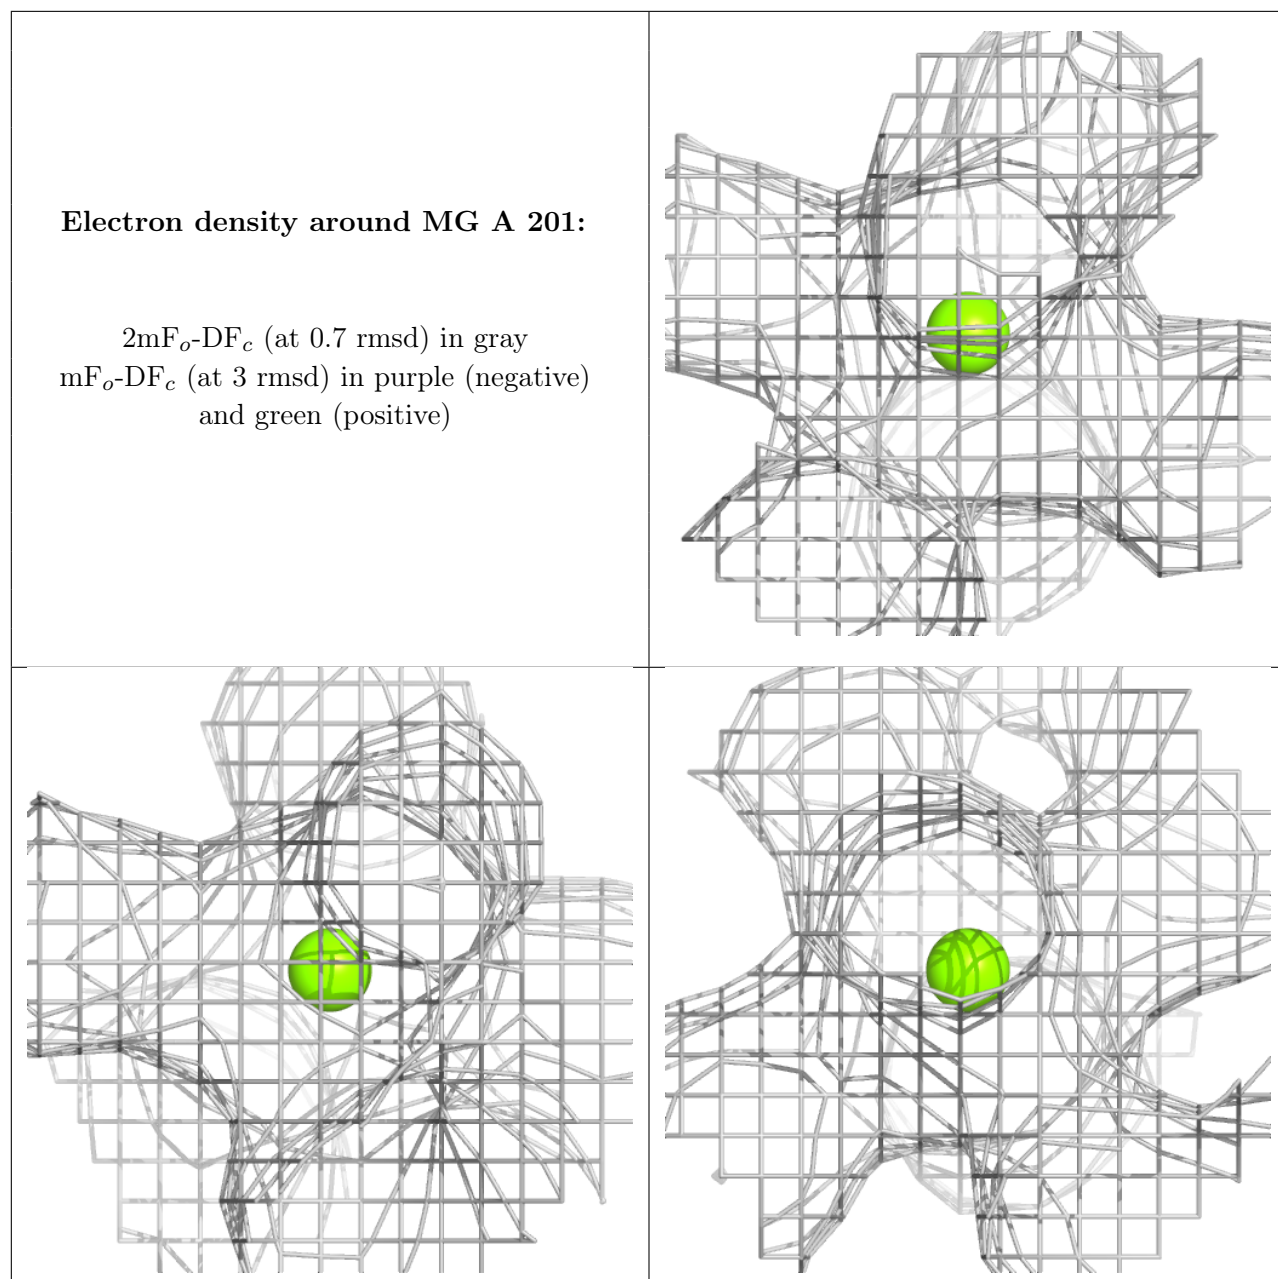 Electron density around MG A 201:
2mFo-DFc (at 0.7 rmsd) in gray
mFo-DFc (at 3 rmsd) in purple (negative)
and green (positive)